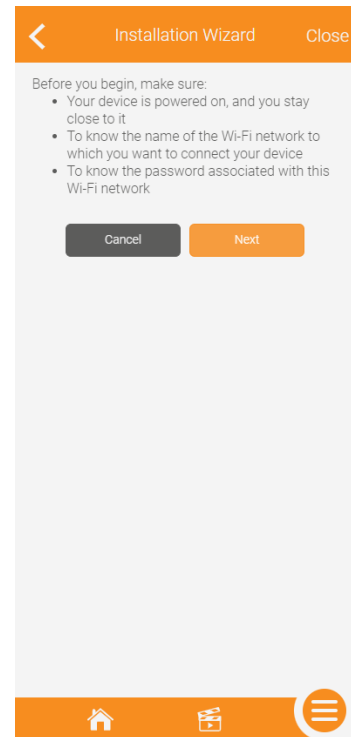 Installation Wizard Close
Before you begin, make sure:
• Your device is powered on, and you stay
close to it
• To know the name of the Wi-Fi network to
which you want to connect your device
• To know the password associated with this
Wi-Fi network
Cancel Next